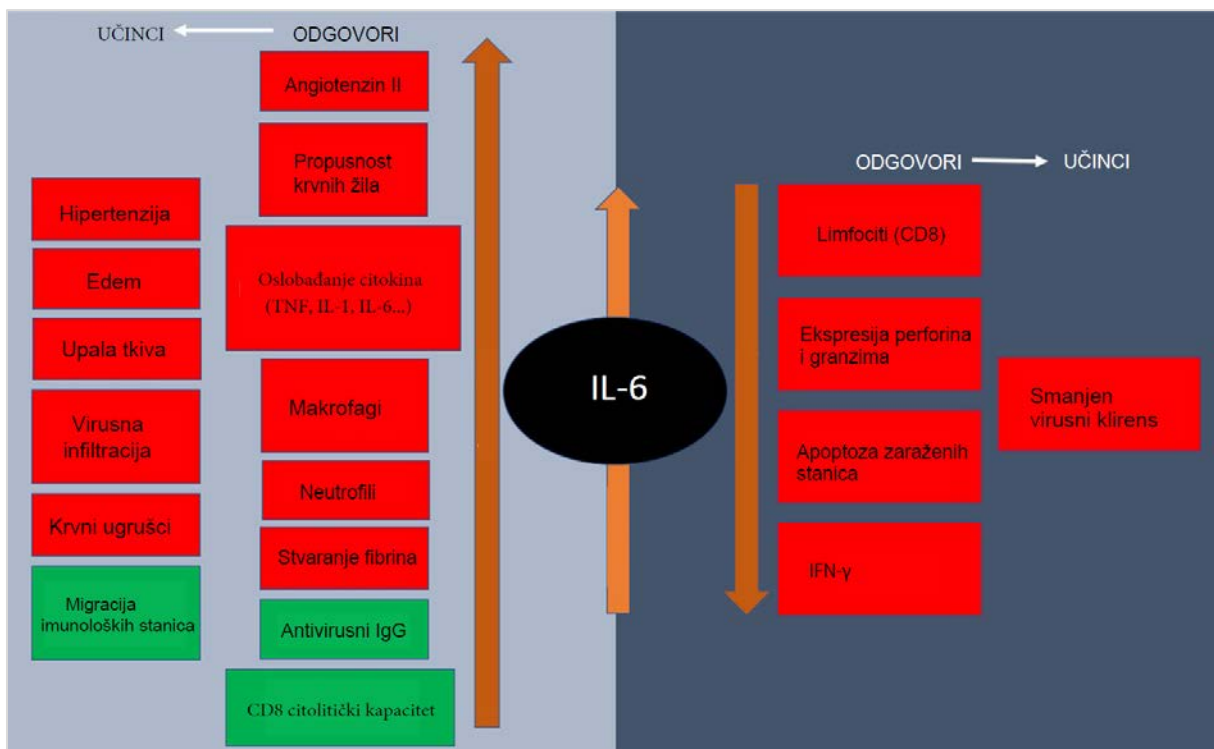 UČINCI
ODGOVORI
Angiotenzin II
Propusnost
krvnih žila
Oslobađanje citokina
(TNF, IL-1, IL-6...)
Makrofagi
Neutrofili
Stvaranje fibrina
Antivirusni IgG
CD8 citolitički kapacitet
Hipertenzija
Edem
Upala tkiva
Virusna
infiltracija
Krvni ugrušci
Migracija
imunoloških stanica
IL-6
ODGOVORI
UČINCI
Limfociti (CD8)
Ekspresija perforina
i granzima
Apoptoza zaraženih
stanica
IFN-γ
Smanjen
virusni klirens